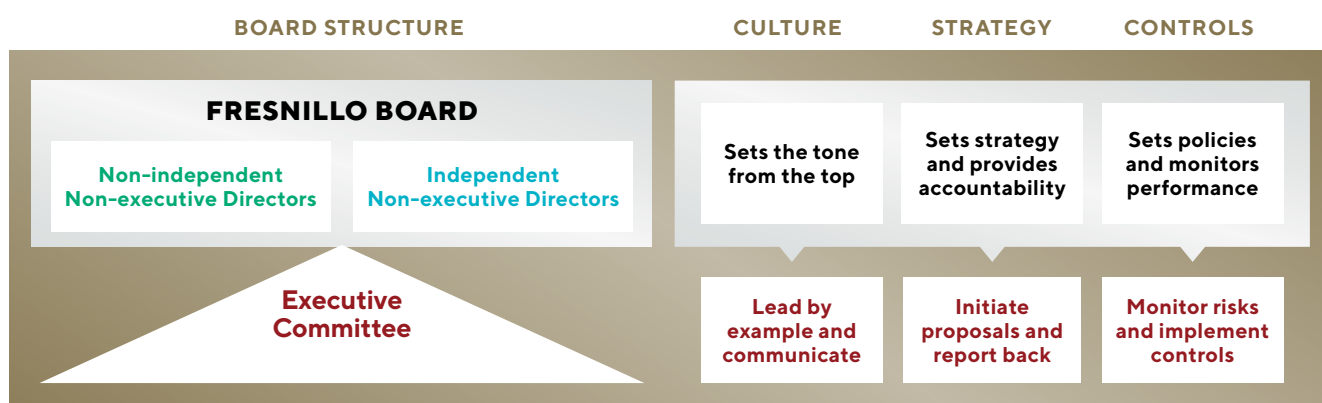 BOARD STRUCTURE
CULTURE
STRATEGY
CONTROLS
FRESNILLO BOARD
Non-independent
Non-executive Directors
Independent
Non-executive Directors
Sets the tone
from the top
Sets strategy
and provides
accountability
Sets policies
and monitors
performance
Executive
Committee
Lead by
example and
communicate
Initiate
proposals and
report back
Monitor risks
and implement
controls